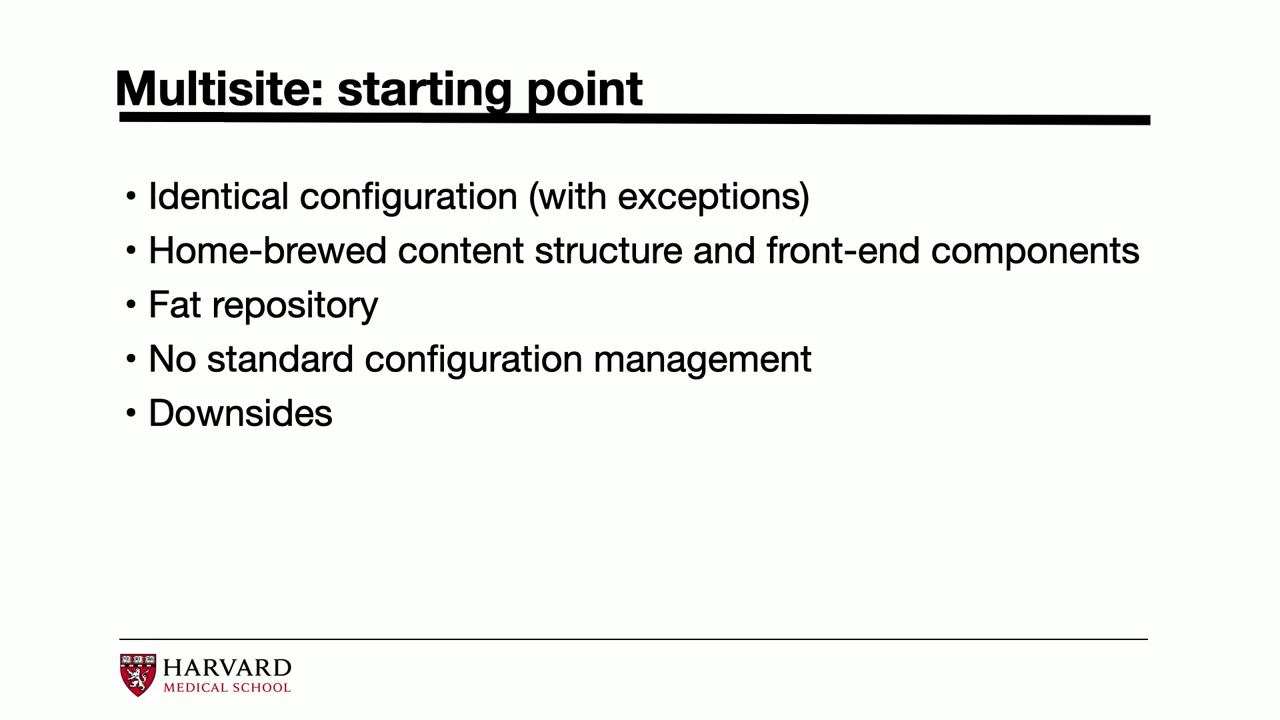 Multisite: starting point
• Identical configuration (with exceptions)
• Home-brewed content structure and front-end components
• Fat repository
• No standard configuration management
• Downsides
HARVARD
MEDICAL SCHOOL